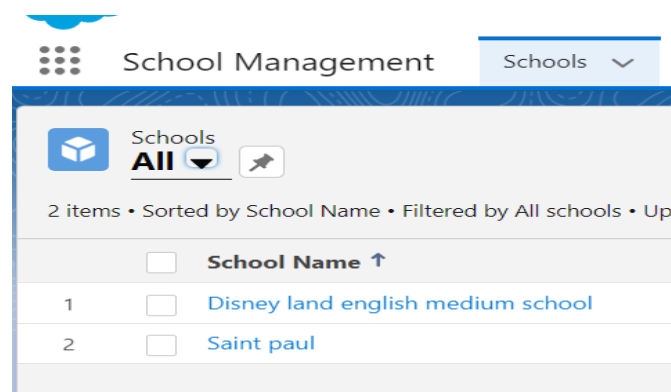 School Management
Schools
Schools
All
2 items • Sorted by School Name • Filtered by All schools •
School Name ↑
1 Disney land english medium school
2 Saint paul